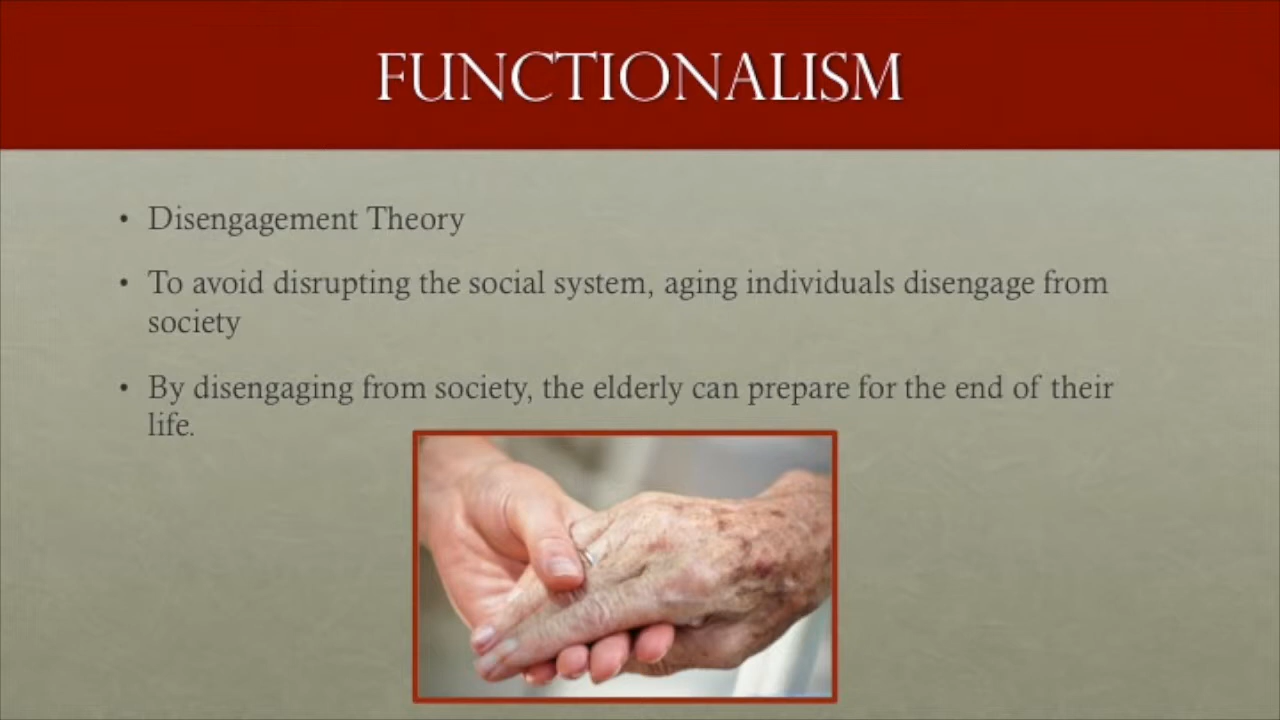 FUNCTIONALISM
• Disengagement Theory
• To avoid disrupting the social system, aging individuals disengage from
society
• By disengaging from society, the elderly can prepare for the end of their
life.